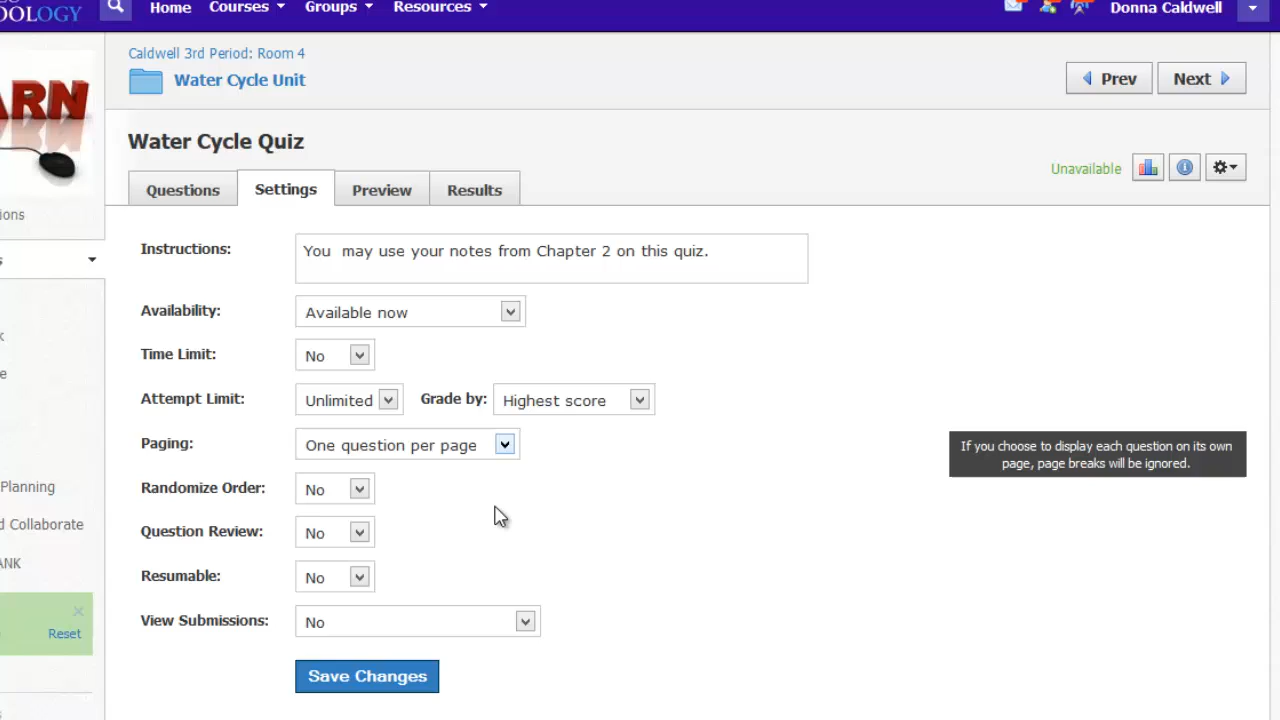 OLOGY Home Courses Groups Resources Donna Caldwell
ARN
Caldwell 3rd Period: Room 4
Water Cycle Unit
Prev Next
Water Cycle Quiz
Unavailable
Questions Settings Preview Results
ions
Instructions: You  may use your notes from Chapter 2 on this quiz.
Availability: Available now
Time Limit: No
Attempt Limit: Unlimited Grade by: Highest score
Paging: One question per page
If you choose to display each question on its own
page, page breaks will be ignored.
Randomize Order: No
Planning
d Collaborate
Question Review: No
ANK
Resumable: No
View Submissions: No
Reset
Save Changes